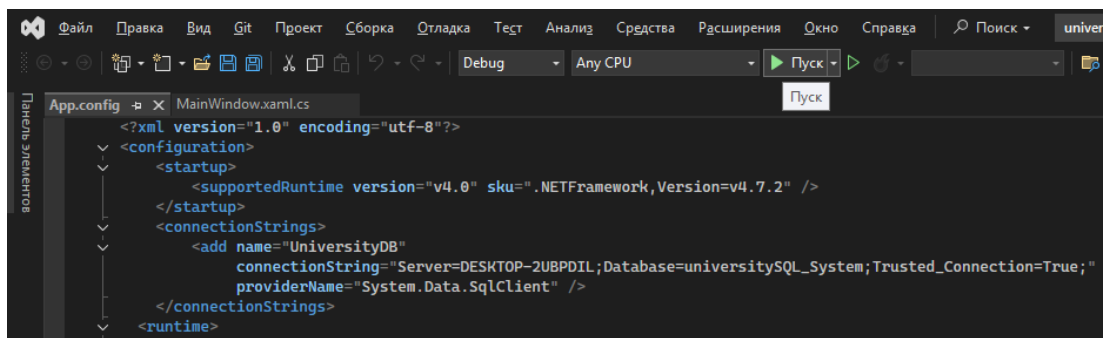 Файл Правка Вид Git Проект Сборка Отладка Тест Анализ Средства Расширения Окно Справка Поиск univer
Debug Any CPU Пуск
Пуск
Панель элементов
App.config MainWindow.xaml.cs
<?xml version="1.0" encoding="utf-8"?>
<configuration>
<startup>
<supportedRuntime version="v4.0" sku=".NETFramework,Version=v4.7.2" />
</startup>
<connectionStrings>
<add name="UniversityDB"
connectionString="Server=DESKTOP-2UBPDIL;Database=universitySQL_System;Trusted_Connection=True;"
providerName="System.Data.SqlClient" />
</connectionStrings>
<runtime>